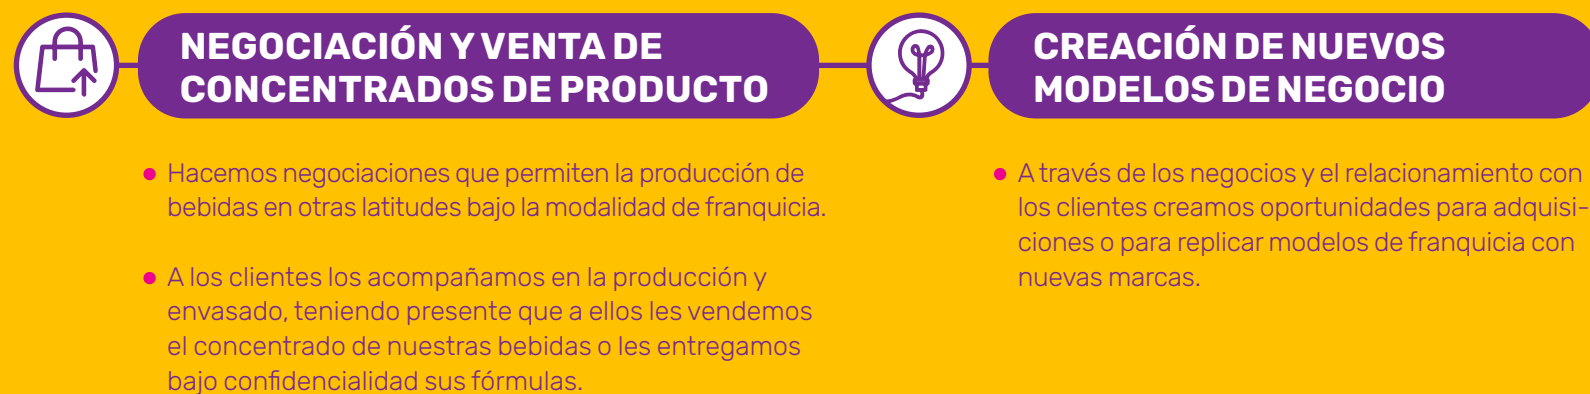 NEGOCIACIÓN Y VENTA DE
CONCENTRADOS DE PRODUCTO
Hacemos negociaciones que permiten la producción de
bebidas en otras latitudes bajo la modalidad de franquicia.
A los clientes los acompañamos en la producción y
envasado, teniendo presente que a ellos les vendemos
el concentrado de nuestras bebidas o les entregamos
bajo confidencialidad sus fórmulas.
CREACIÓN DE NUEVOS
MODELOS DE NEGOCIO
A través de los negocios y el relacionamiento con
los clientes creamos oportunidades para adquisi-
ciones o para replicar modelos de franquicia con
nuevas marcas.